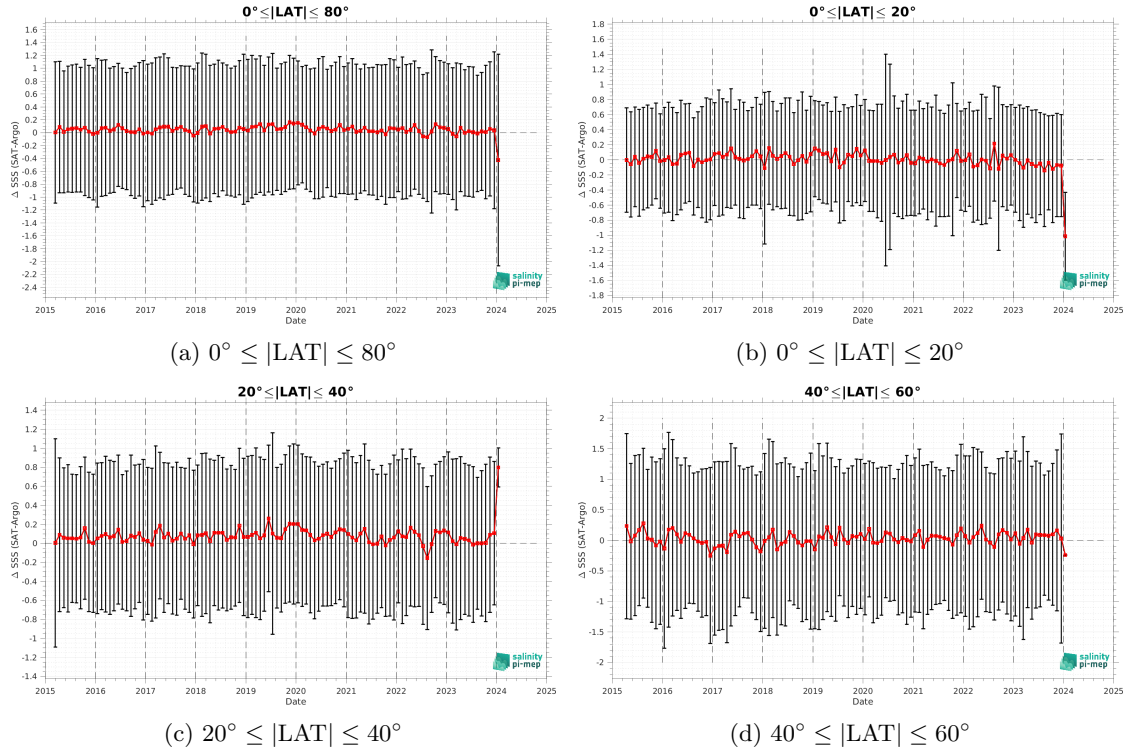 0°≤|LAT|≤ 80°
1.6
1.4
1.2
1
0.8
0.6
0.4
0.2
0
-0.2
-0.4
-0.6
-0.8
-1
-1.2
-1.4
-1.6
-1.8
-2
-2.2
-2.4
Δ SSS (SAT-Argo)
2015 2016 2017 2018 2019 2020 2021 2022 2023 2024 2025
Date
salinity
pi-mep
(a) 0° ≤ |LAT| ≤ 80°
0°≤|LAT|≤ 20°
1.8
1.6
1.4
1.2
1
0.8
0.6
0.4
0.2
0
-0.2
-0.4
-0.6
-0.8
-1
-1.2
-1.4
-1.6
-1.8
Δ SSS (SAT-Argo)
2015 2016 2017 2018 2019 2020 2021 2022 2023 2024 2025
Date
salinity
pi-mep
(b) 0° ≤ |LAT| ≤ 20°
20°≤|LAT|≤ 40°
1.4
1.2
1
0.8
0.6
0.4
0.2
0
-0.2
-0.4
-0.6
-0.8
-1
-1.2
-1.4
Δ SSS (SAT-Argo)
2015 2016 2017 2018 2019 2020 2021 2022 2023 2024 2025
Date
salinity
pi-mep
(c) 20° ≤ |LAT| ≤ 40°
40°≤|LAT|≤ 60°
2
1.5
1
0.5
0
-0.5
-1
-1.5
-2
Δ SSS (SAT-Argo)
2015 2016 2017 2018 2019 2020 2021 2022 2023 2024 2025
Date
salinity
pi-mep
(d) 40° ≤ |LAT| ≤ 60°